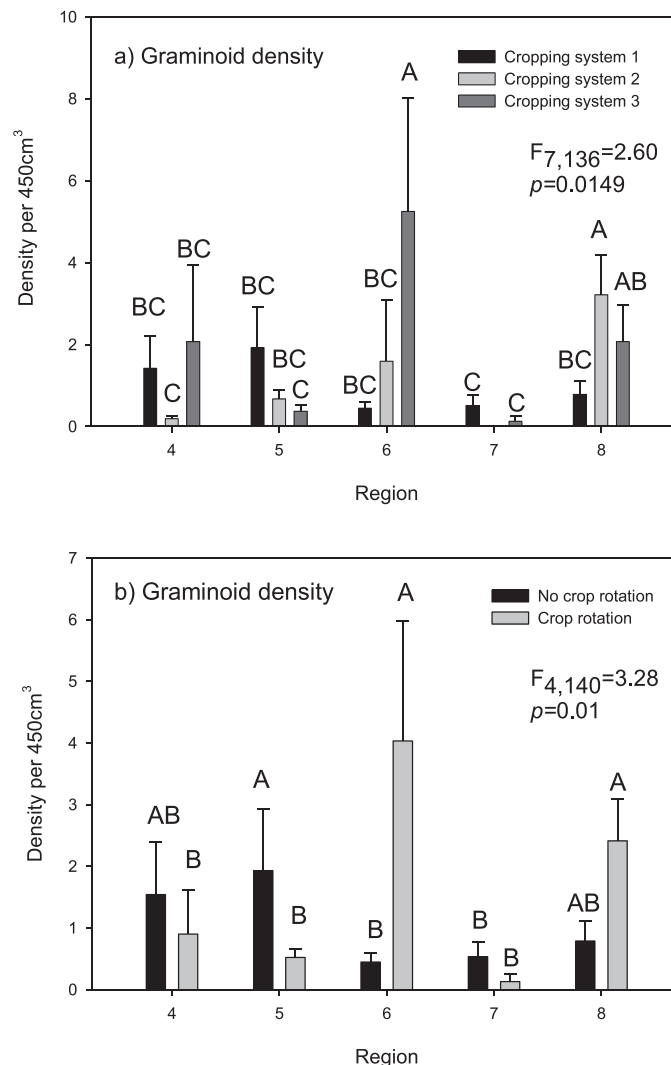 10
a) Graminoid density
Cropping system 1
Cropping system 2
Cropping system 3
A
8
F7,136=2.60
p=0.0149
6
Density per 450cm³
A
4
BC
BC
BC
BC
AB
BC
BC
2
C
C
BC
C
C
BC
0
4 5 6 7 8
Region
7
b) Graminoid density
No crop rotation
Crop rotation
A
6
F4,140=3.28
p=0.01
5
Density per 450cm³
4
A
A
3
AB
B
2
B
B
B
B
AB
1
0
4 5 6 7 8
Region